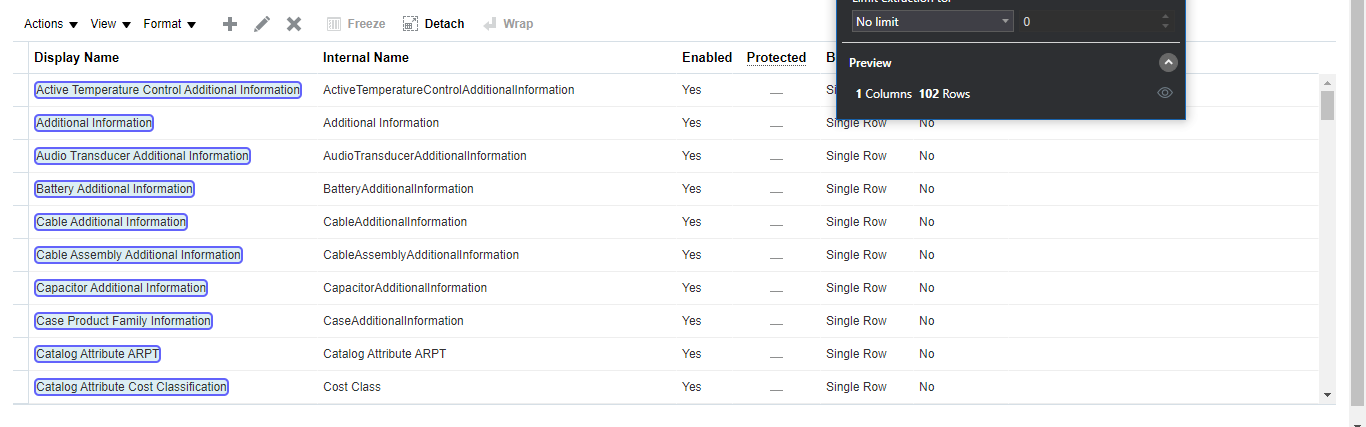 Limit extraction to:
Actions View Format Freeze Detach Wrap
No limit 0
Display Name Internal Name Enabled Protected B
Preview
Active Temperature Control Additional Information ActiveTemperatureControlAdditionalInformation Yes
1 Columns 102 Rows
Additional Information Additional Information Yes Single Row No
Audio Transducer Additional Information AudioTransducerAdditionalInformation Yes Single Row No
Battery Additional Information BatteryAdditionalInformation Yes Single Row No
Cable Additional Information CableAdditionalInformation Yes Single Row No
Cable Assembly Additional Information CableAssemblyAdditionalInformation Yes Single Row No
Capacitor Additional Information CapacitorAdditionalInformation Yes Single Row No
Case Product Family Information CaseAdditionalInformation Yes Single Row No
Catalog Attribute ARPT Catalog Attribute ARPT Yes Single Row No
Catalog Attribute Cost Classification Cost Class Yes Single Row No